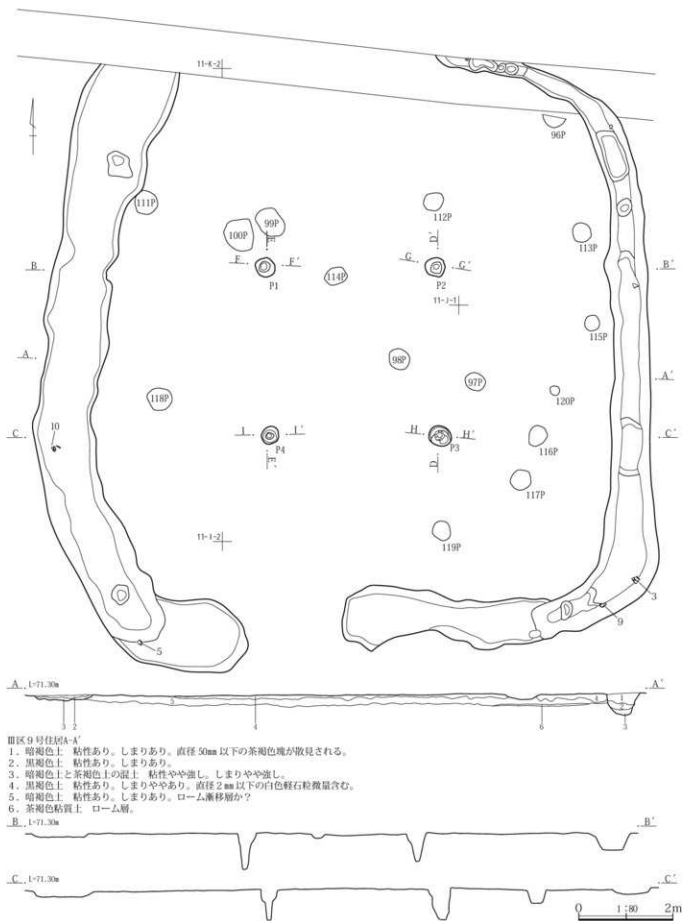 11-K-2
96P
111P
99P
100P
E
112P
D'
113P
B
F
F'
P1
G
G'
P2
B'
114P
11-J-1
115P
98P
A
A'
97P
120P
118P
C
10
I
I'
P4
E'
H
H'
P3
D
116P
C'
117P
11-I-2
119P
3
9
5
A L=71.30m A'
1
2
3
3 2 5 4 6 4
Ⅲ区9号住居A-A'
1. 暗褐色土 粘性あり。しまりあり。直径50mm以下の茶褐色塊が散見される。
2. 黒褐色土 粘性あり。しまりあり。
3. 暗褐色土と茶褐色土の混土 粘性やや強し。しまりやや強し。
4. 黒褐色土 粘性あり。しまりややあり。直径2mm以下の白色軽石粒微量含む。
5. 暗褐色土 粘性あり。しまりあり。ローム漸移層か?
6. 茶褐色粘質土 ローム層。
B L=71.30m B'
C L=71.30m C'
0 1:80 2m